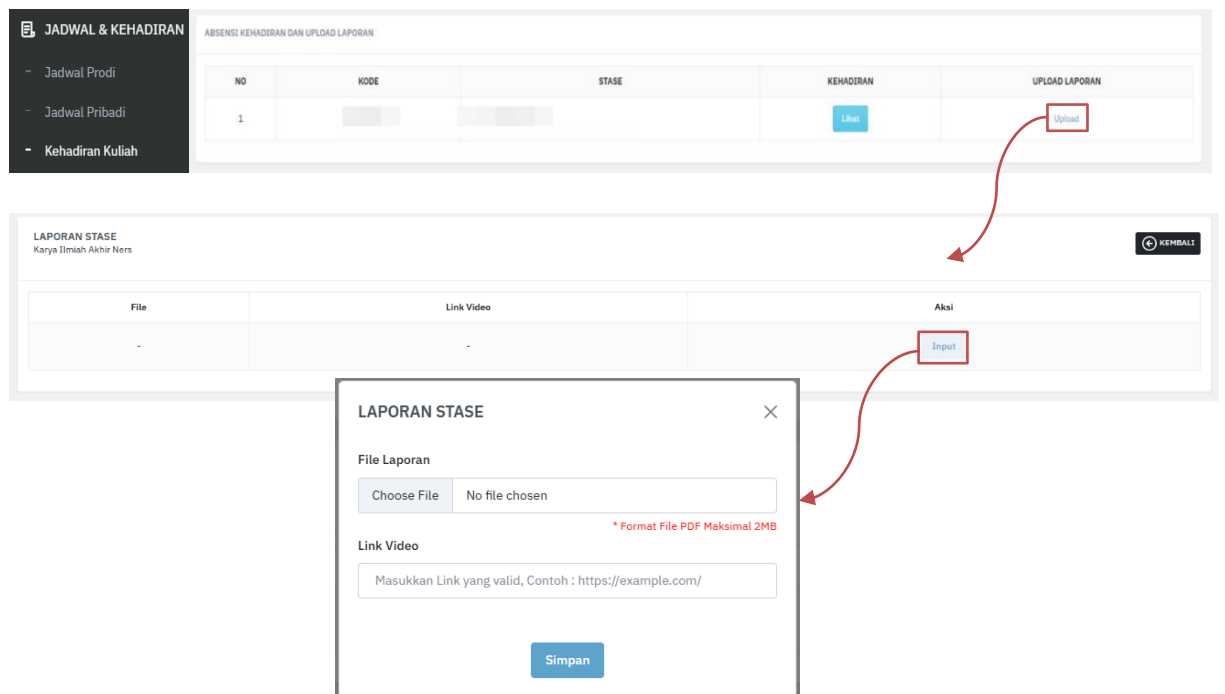 JADWAL & KEHADIRAN
- Jadwal Prodi
- Jadwal Pribadi
- Kehadiran Kuliah
ABSENSI KEHADIRAN DAN UPLOAD LAPORAN
NO KODE STASE KEHADIRAN UPLOAD LAPORAN
1 Lihat Upload
LAPORAN STASE
Karya Ilmiah Akhir Ners
KEMBALI
File Link Video Aksi
- - Input
LAPORAN STASE
File Laporan
Choose File No file chosen
* Format File PDF Maksimal 2MB
Link Video
Masukkan Link yang valid, Contoh : https://example.com/
Simpan